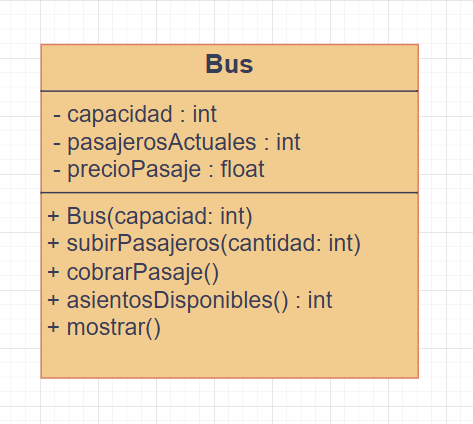 Bus
- capacidad : int
- pasajerosActuales : int
- precioPasaje : float
+ Bus(capaciad: int)
+ subirPasajeros(cantidad: int)
+ cobrarPasaje()
+ asientosDisponibles() : int
+ mostrar()